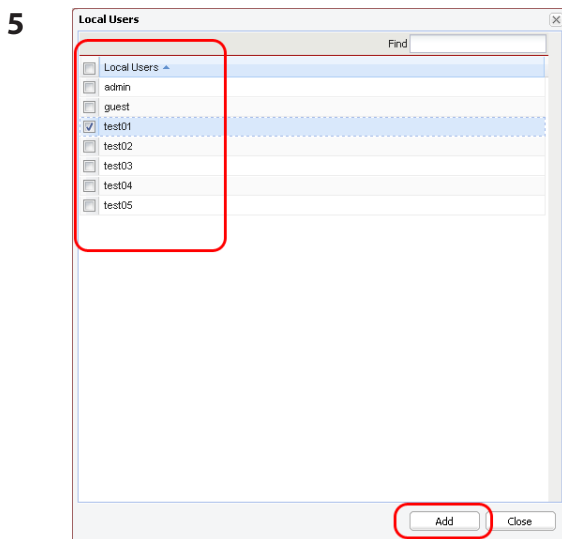 5
Local Users
Find
Local Users
admin
guest
test01
test02
test03
test04
test05
Add Close